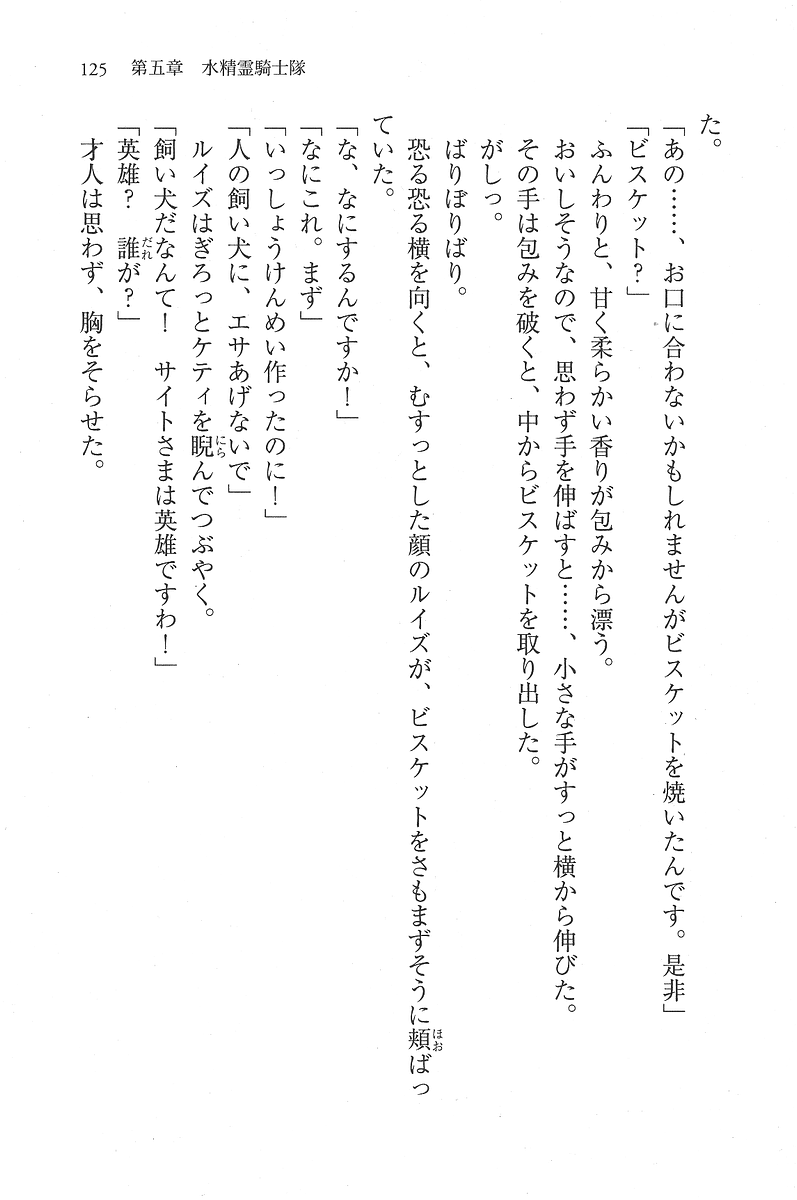 125　第五章　水精霊騎士隊
た。
「あの……、お口に合わないかもしれませんがビスケットを焼いたんです。是非」
「ビスケット？」
ふんわりと、甘く柔らかい香りが包みから漂う。
おいしそうなので、思わず手を伸ばすと……、小さな手がすっと横から伸びた。
その手は包みを破くと、中からビスケットを取り出した。
がしっ。
ばりぼりばり。
恐る恐る横を向くと、むすっとした顔のルイズが、ビスケットをさもまずそうに頬ばっ
ていた。
「な、なにするんですか！」
「なにこれ。まず」
「いっしょうけんめい作ったのに！」
「人の飼い犬に、エサあげないで」
ルイズはぎろっとケティを睨んでつぶやく。
「飼い犬だなんて！　サイトさまは英雄ですわ！」
「英雄？　誰が？」
才人は思わず、胸をそらせた。